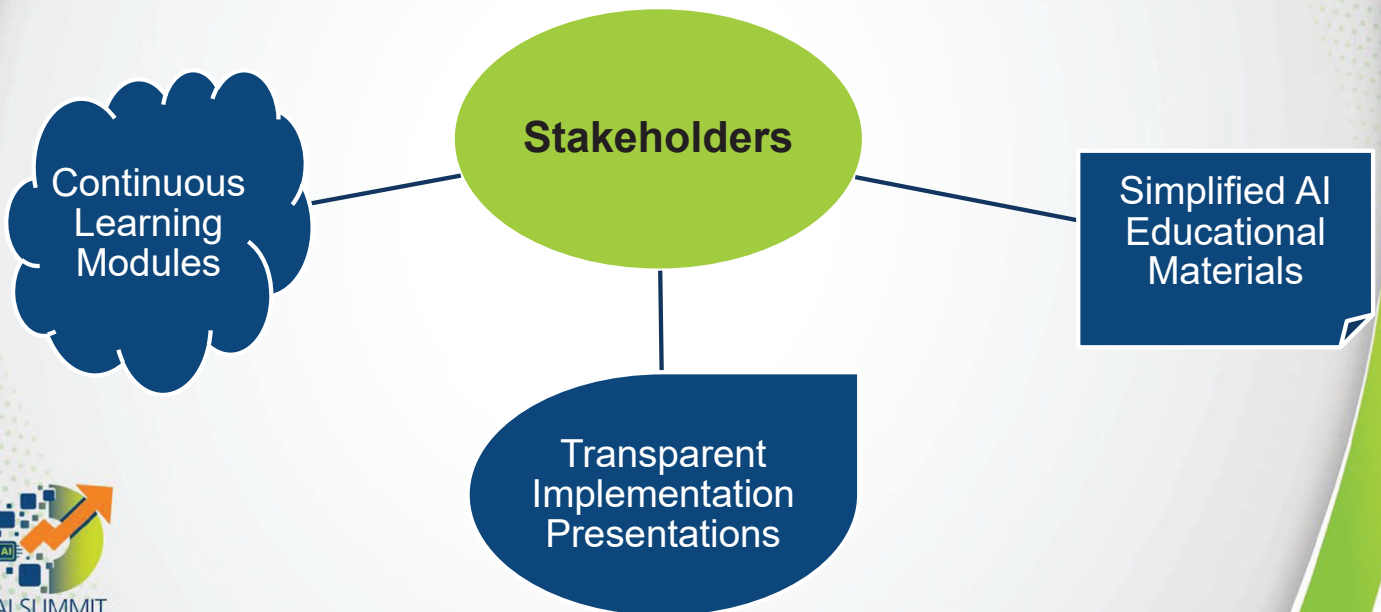 Stakeholders
Continuous
Learning
Modules
Simplified AI
Educational
Materials
Transparent
Implementation
Presentations
AI
AI SUMMIT